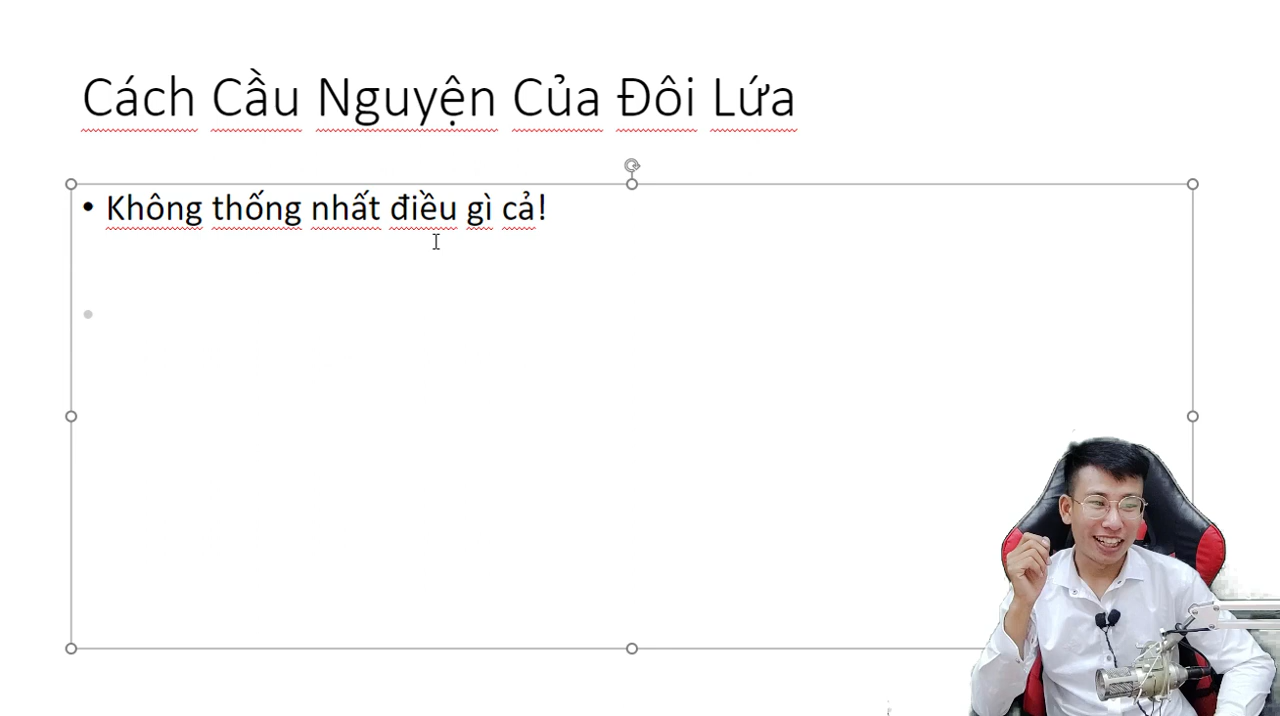 Cách Cầu Nguyện Của Đôi Lứa
• Không thống nhất điều gì cả!